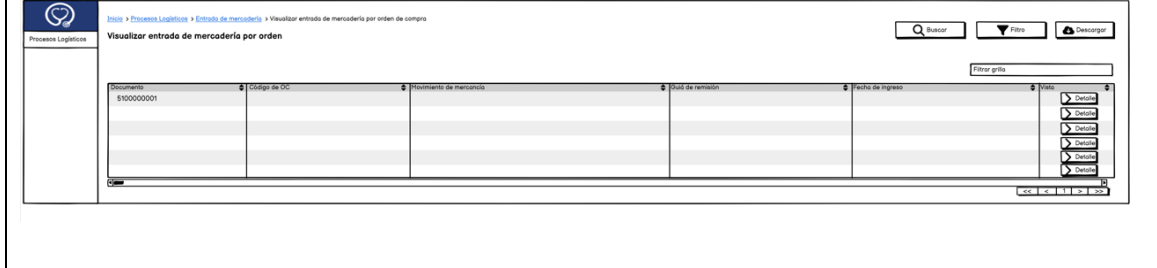 Inicio > Procesos Logísticos > Entrada de mercadería > Visualizar entrada de mercadería por orden de compra
Procesos Logísticos
Visualizar entrada de mercadería por orden
Buscar
Filtro
Descargar
Filtrar grilla
Documento Código de OC Movimiento de mercancía Guiá de remisión Fecha de ingreso Vista
5100000001 Detalle
Detalle
Detalle
Detalle
Detalle
Detalle
<< < 1 > >>